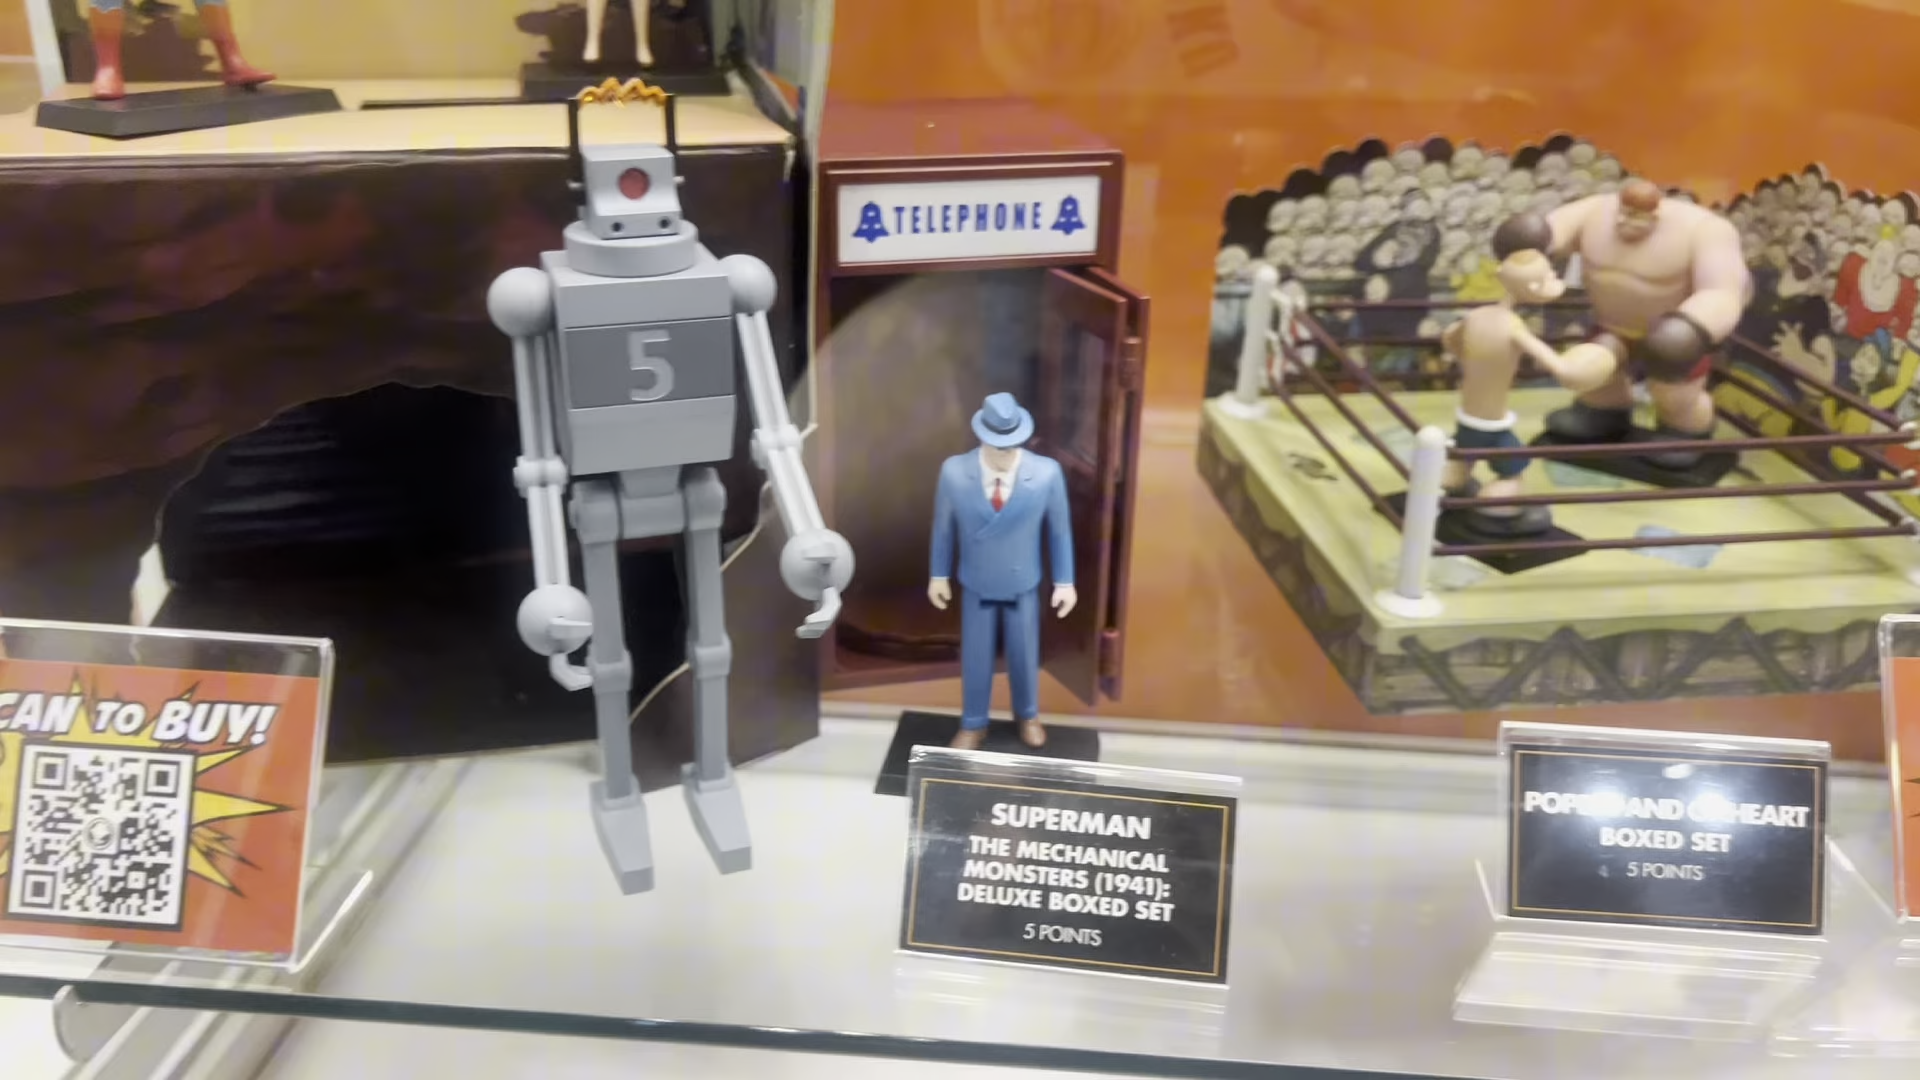 TELEPHONE
5
CAN TO BUY!
SUPERMAN
THE MECHANICAL
MONSTERS (1941):
DELUXE BOXED SET
5 POINTS
AND
BOXED SET
5 POINTS